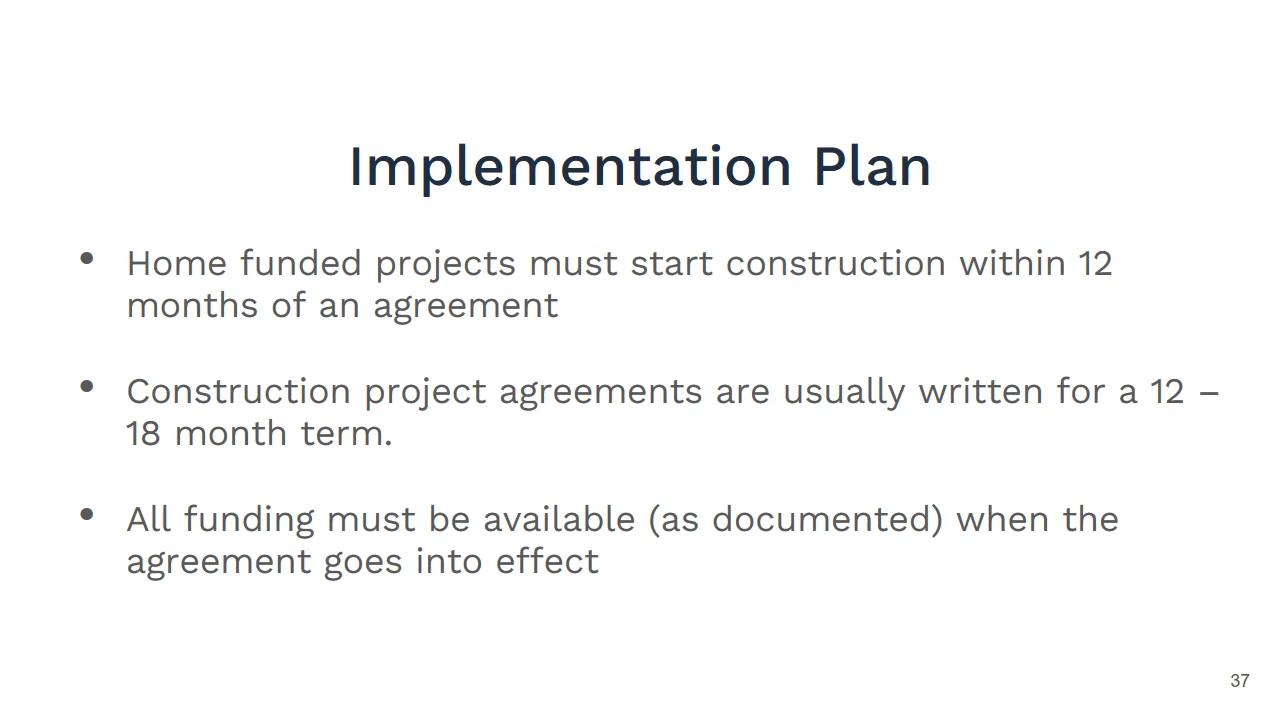 Implementation Plan
• Home funded projects must start construction within 12
months of an agreement
• Construction project agreements are usually written for a 12 –
18 month term.
• All funding must be available (as documented) when the
agreement goes into effect
37